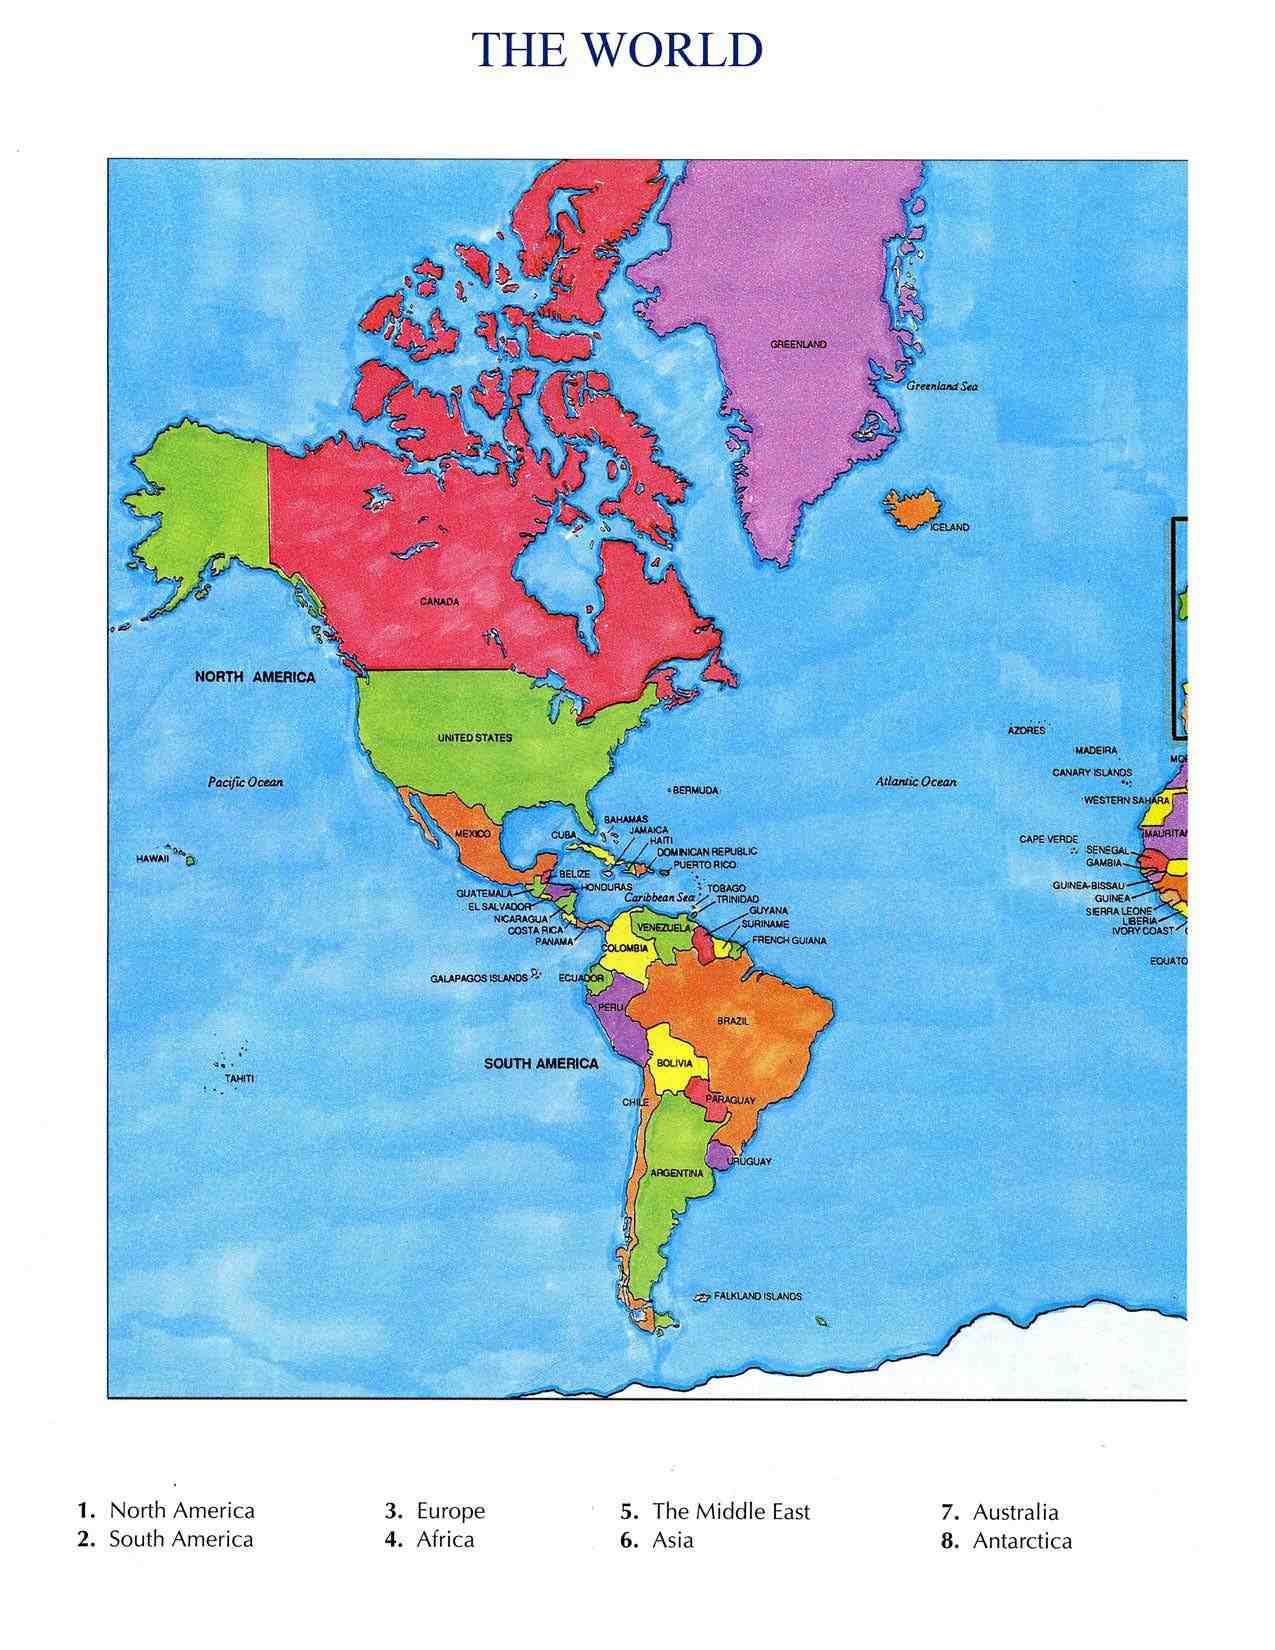 THE WORLD
GREENLAND
Greenland Sea
ICELAND
CANADA
NORTH AMERICA
UNITED STATES
AZORES
MADEIRA
Pacific Ocean
Atlantic Ocean
CANARY ISLANDS
BERMUDA
WESTERN SAHARA
BAHAMAS
MEXICO
CUBA
JAMAICA
HAITI
CAPE VERDE
DOMINICAN REPUBLIC
SENEGAL
HAWAII
PUERTO RICO
GAMBIA
BELIZE
GUATEMALA
HONDURAS
TOBAGO
GUINEA-BISSAU
Caribbean Sea
TRINIDAD
GUINEA
EL SALVADOR
GUYANA
SIERRA LEONE
NICARAGUA
SURINAME
LIBERIA
COSTA RICA
VENEZUELA
IVORY COAST
PANAMA
FRENCH GUIANA
COLOMBIA
EQUATO
GALAPAGOS ISLANDS
ECUADOR
PERU
BRAZIL
SOUTH AMERICA
BOLIVIA
TAHITI
CHILE
PARAGUAY
URUGUAY
ARGENTINA
FALKLAND ISLANDS
1. North America
2. South America
3. Europe
4. Africa
5. The Middle East
6. Asia
7. Australia
8. Antarctica